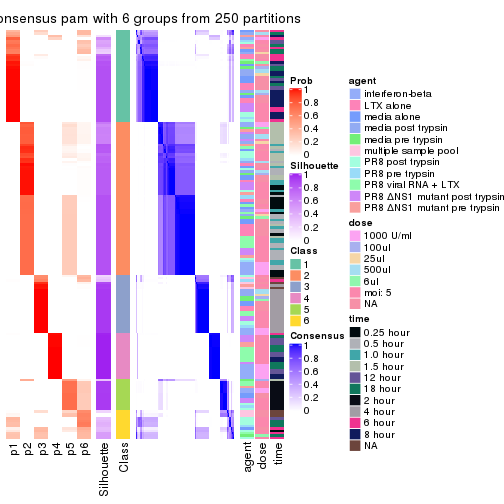 onsensus pam with 6 groups from 250 partitions
Prob
1
0.8
0.6
0.4
0.2
0
Silhouette
1
0.8
0.6
0.4
0.2
0
Class
1
2
3
4
5
6
Consensus
1
0.8
0.6
0.4
0.2
0
agent
interferon-beta
LTX alone
media alone
media post trypsin
media pre trypsin
multiple sample pool
PR8 post trypsin
PR8 pre trypsin
PR8 viral RNA + LTX
PR8 ΔNS1 mutant post trypsin
PR8 ΔNS1 mutant pre trypsin
dose
1000 U/ml
100ul
25ul
500ul
6ul
moi: 5
NA
time
0.25 hour
0.5 hour
1.0 hour
1.5 hour
12 hour
18 hour
2 hour
4 hour
6 hour
8 hour
NA
p1
p2
p3
p4
p5
p6
Silhouette
Class
agent
dose
time